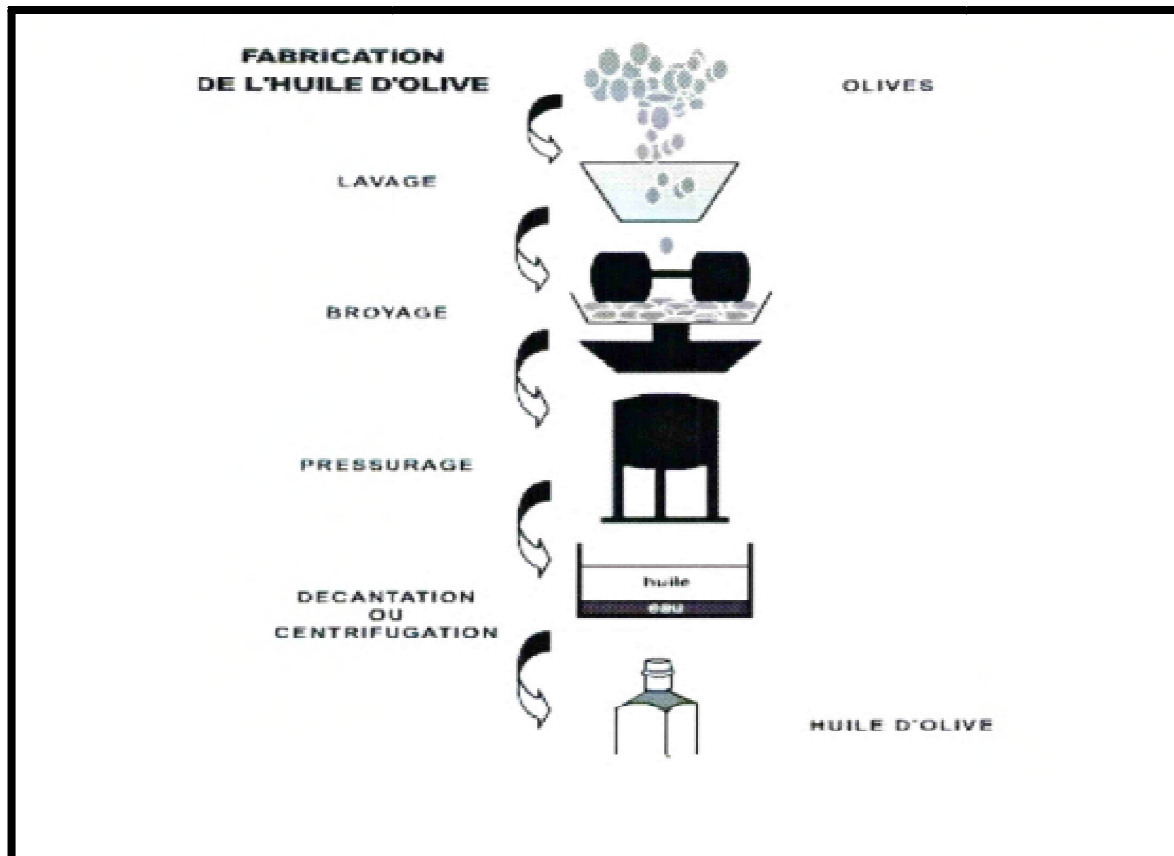 FABRICATION
DE L'HUILE D'OLIVE
OLIVES
LAVAGE
BROYAGE
PRESSURAGE
huile
eau
DECANTATION
OU
CENTRIFUGATION
HUILE D'OLIVE